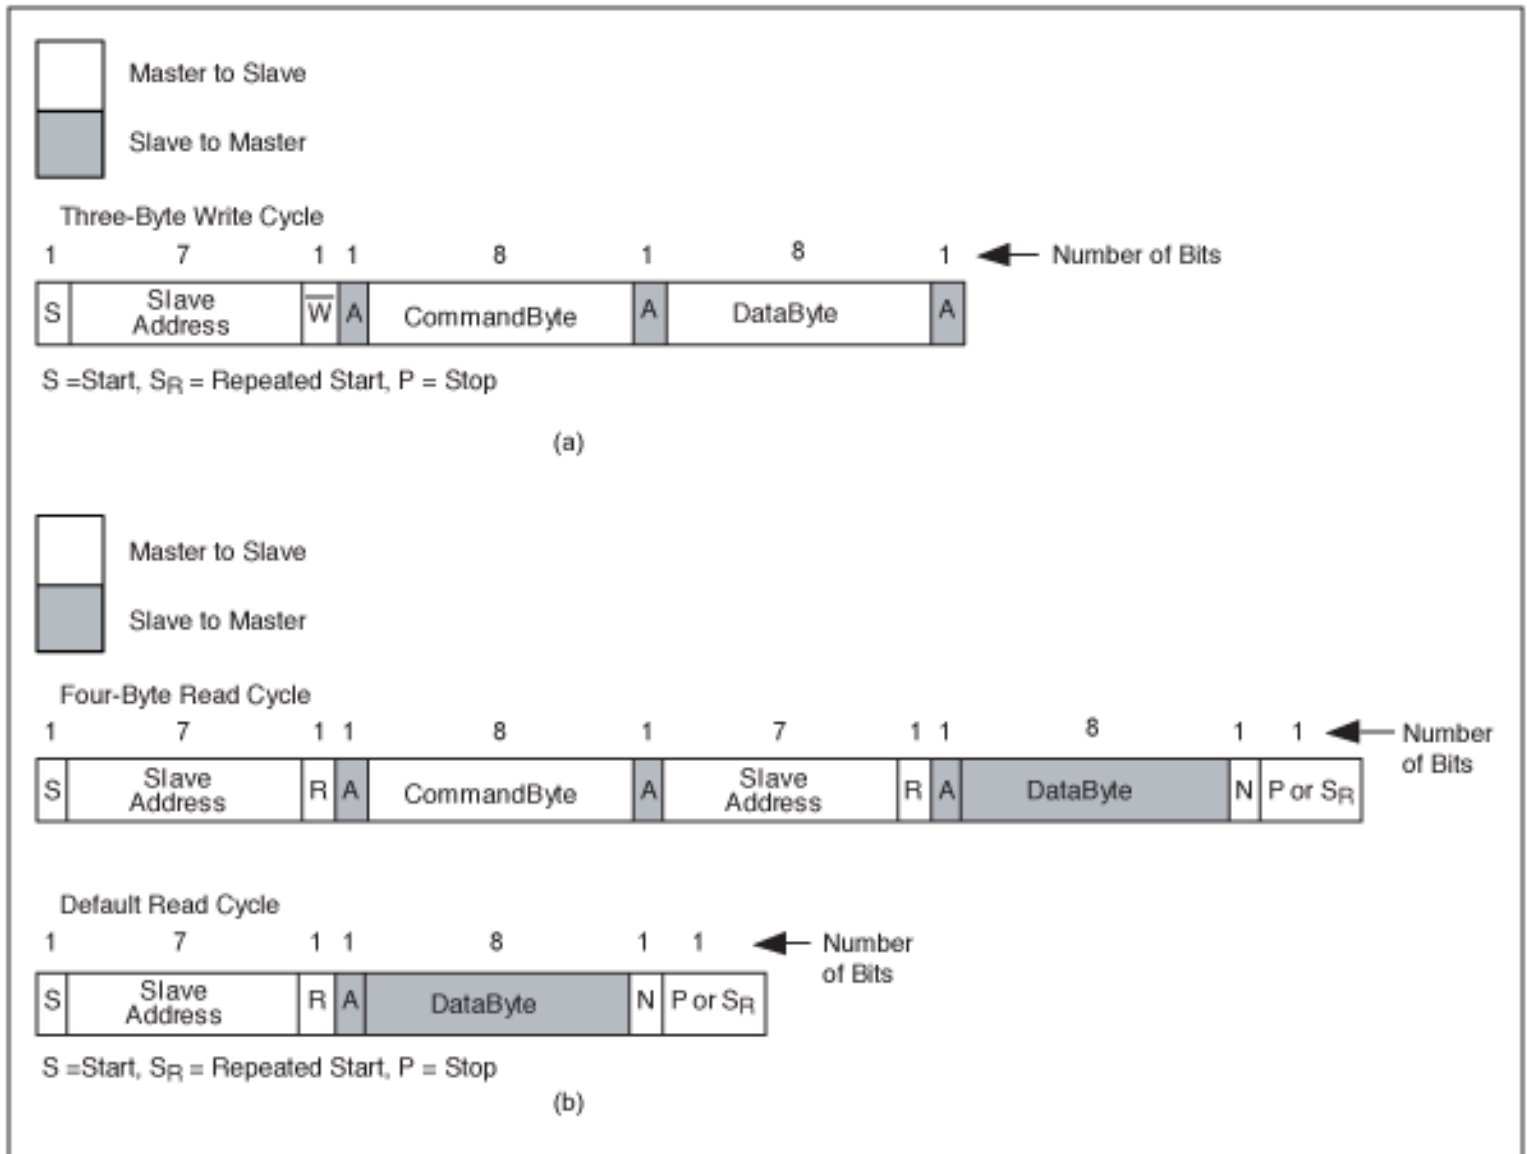 Master to Slave
Slave to Master
Three-Byte Write Cycle
1 7 1 1 8 1 8 1 Number of Bits
S Slave Address W̅ A CommandByte A DataByte A
S =Start, SR = Repeated Start, P = Stop
(a)
Master to Slave
Slave to Master
Four-Byte Read Cycle
1 7 1 1 8 1 7 1 1 8 1 1 Number of Bits
S Slave Address R A CommandByte A Slave Address R A DataByte N P or SR
Default Read Cycle
1 7 1 1 8 1 1 Number of Bits
S Slave Address R A DataByte N P or SR
S =Start, SR = Repeated Start, P = Stop
(b)